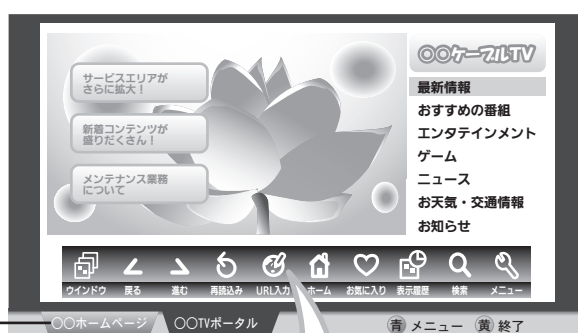 サービスエリアが
さらに拡大！
新着コンテンツが
盛りだくさん！
メンテナンス業務
について
○○ケーブルTV
最新情報
おすすめの番組
エンタテインメント
ゲーム
ニュース
お天気・交通情報
お知らせ
ウインドウ 戻る 進む 再読込み URL入力 ホーム お気に入り 表示履歴 検索 メニュー
○○ホームページ ○○TVポータル 青 メニュー 黄 終了